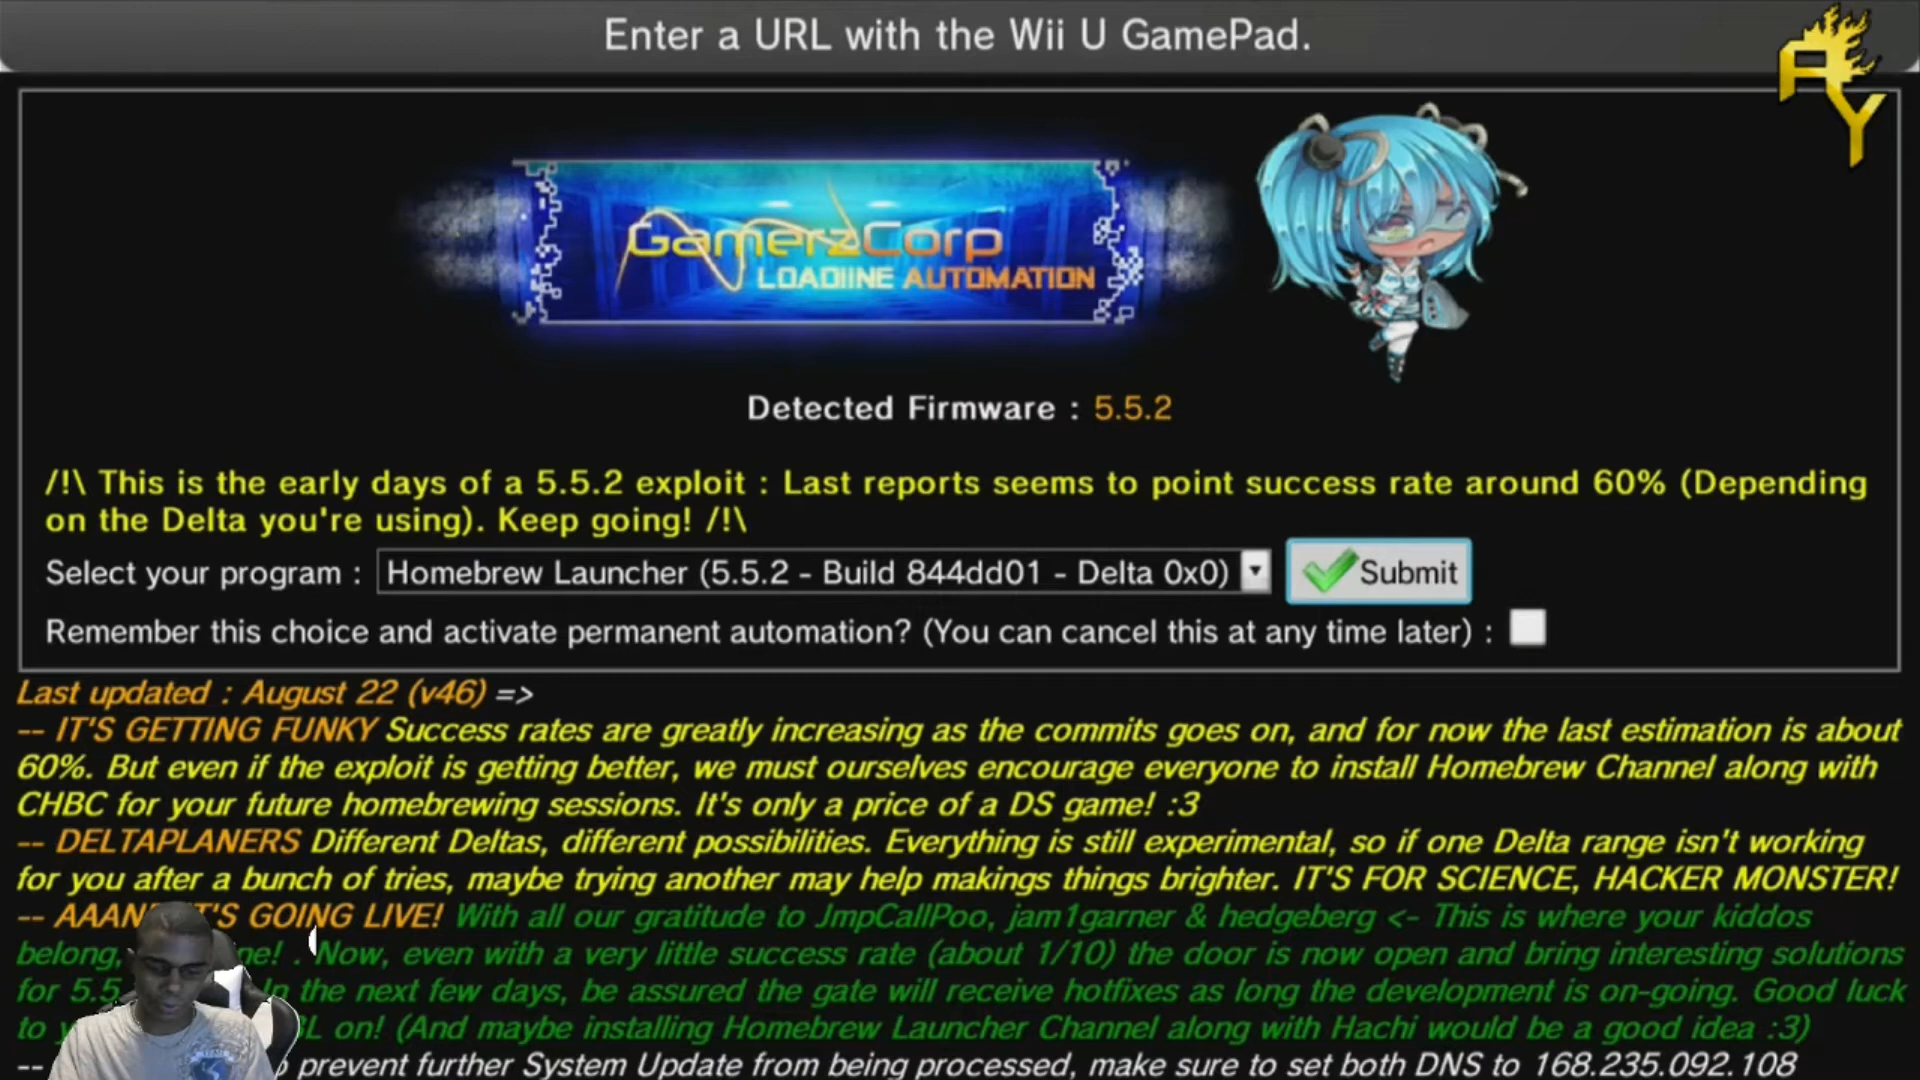 Enter a URL with the Wii U GamePad.
AY
GamerzCorp
LOADIINE AUTOMATION
Detected Firmware : 5.5.2
/!\ This is the early days of a 5.5.2 exploit : Last reports seems to point success rate around 60% (Depending
on the Delta you're using). Keep going! /!\
Select your program : Homebrew Launcher (5.5.2 - Build 844dd01 - Delta 0x0) Submit
Remember this choice and activate permanent automation? (You can cancel this at any time later) :
Last updated : August 22 (v46) =>
-- IT'S GETTING FUNKY Success rates are greatly increasing as the commits goes on, and for now the last estimation is about
60%. But even if the exploit is getting better, we must ourselves encourage everyone to install Homebrew Channel along with
CHBC for your future homebrewing sessions. It's only a price of a DS game! :3
-- DELTAPLANERS Different Deltas, different possibilities. Everything is still experimental, so if one Delta range isn't working
for you after a bunch of tries, maybe trying another may help makings things brighter. IT'S FOR SCIENCE, HACKER MONSTER!
-- GOING LIVE! With all our gratitude to JmpCallPoo, jam1garner & hedgeberg <- This is where your kiddos
belong, . Now, even with a very little success rate (about 1/10) the door is now open and bring interesting solutions
for 5.5 In the next few days, be assured the gate will receive hotfixes as long the development is on-going. Good luck
to on! (And maybe installing Homebrew Launcher Channel along with Hachi would be a good idea :3)
-- prevent further System Update from being processed, make sure to set both DNS to 168.235.092.108